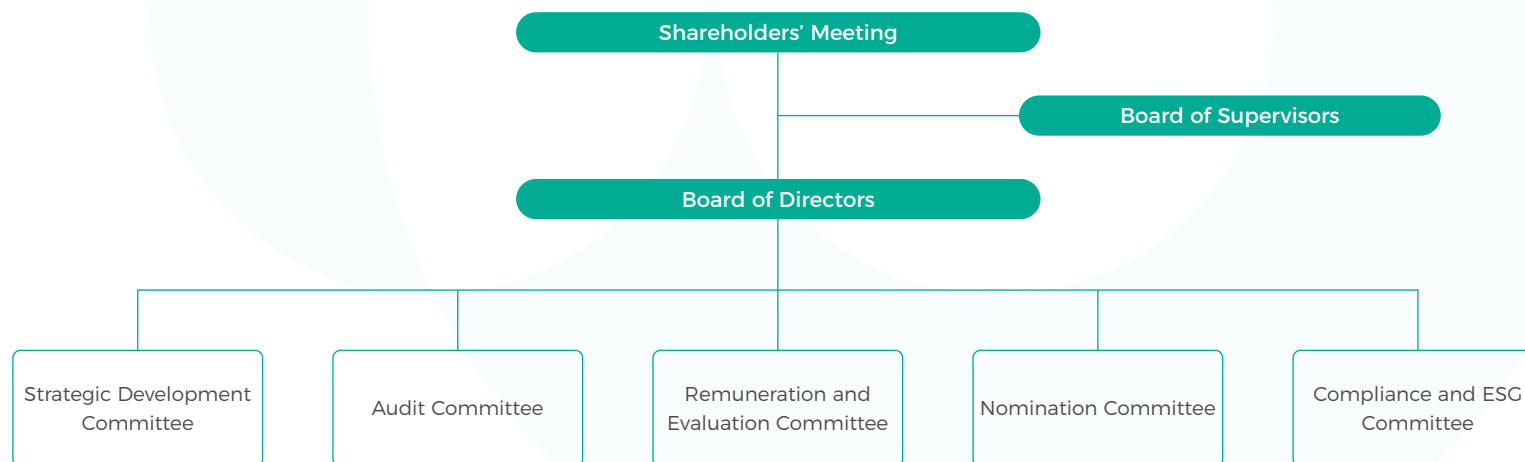 Shareholders’ Meeting
Board of Supervisors
Board of Directors
Strategic Development
Committee
Audit Committee
Remuneration and
Evaluation Committee
Nomination Committee
Compliance and ESG
Committee